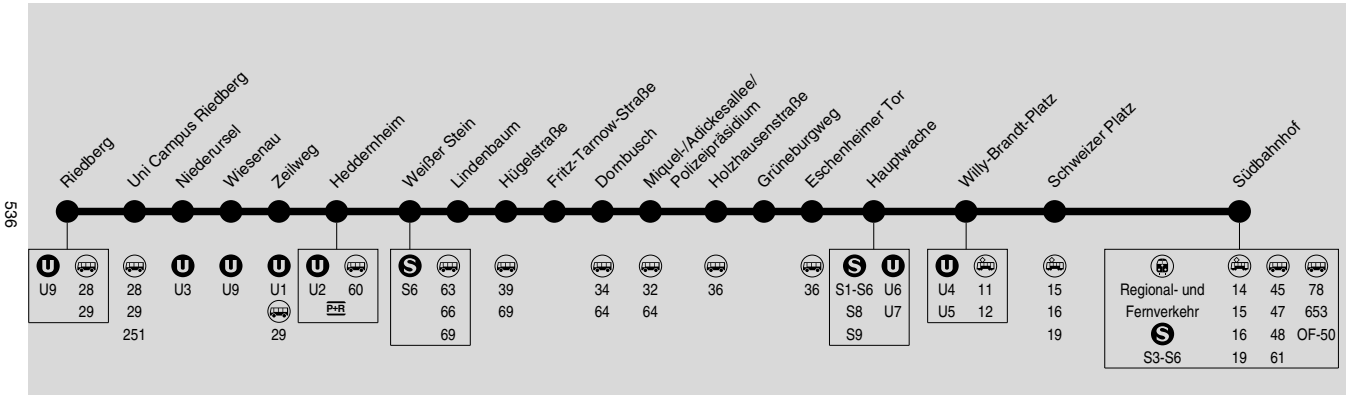 536
Riedberg
Uni Campus Riedberg
Niederursel
Wiesenau
Zeilweg
Heddernheim
Weißer Stein
Lindenbaum
Hügelstraße
Fritz-Tarnow-Straße
Dornbusch
Miquel-/Adickesallee/
Polizeipräsidium
Holzhausenstraße
Grüneburgweg
Eschenheimer Tor
Hauptwache
Willy-Brandt-Platz
Schweizer Platz
Südbahnhof
U
U9
28
29
28
29
251
U
U3
U
U9
U
U1
29
U
U2
60
P+R
S
S6
63
66
69
39
69
34
64
32
64
36
36
S
S1-S6
S8
S9
U
U6
U7
U
U4
U5
11
12
15
16
19
Regional- und
Fernverkehr
S
S3-S6
14
15
16
19
45
47
48
61
78
653
OF-50